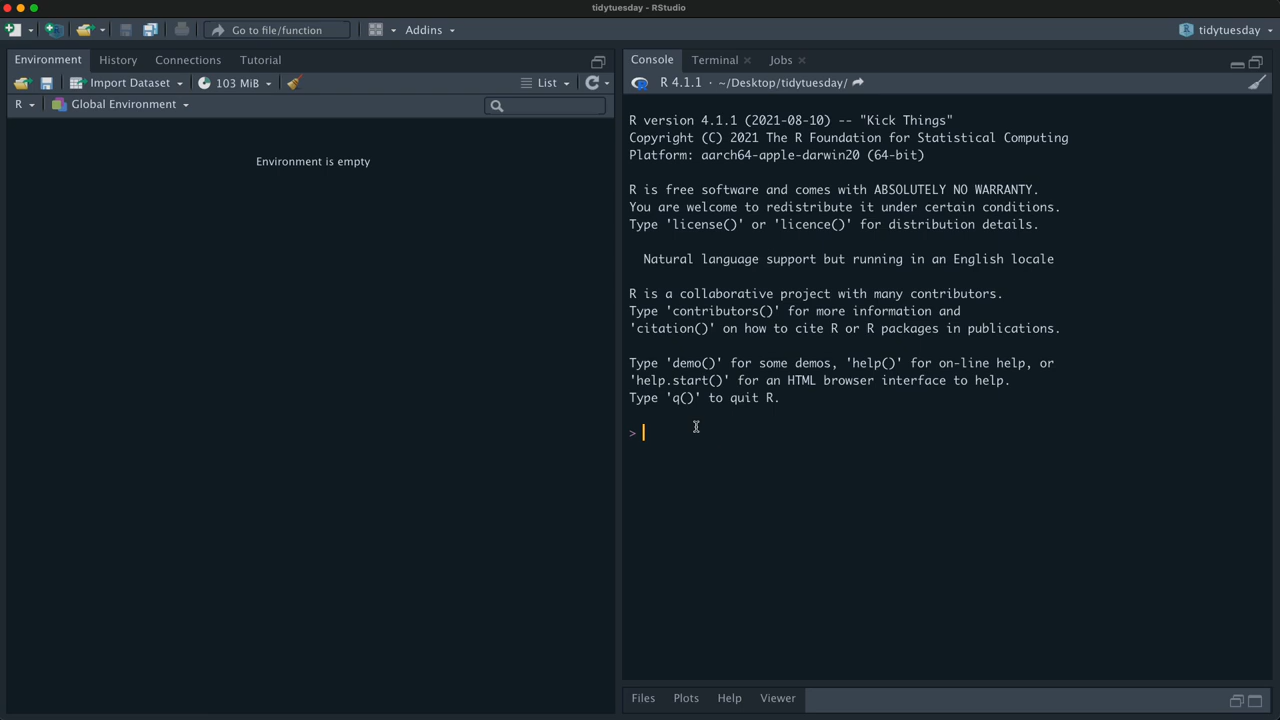 tidytuesday - RStudio
Go to file/function
Addins
tidytuesday
Environment
History
Connections
Tutorial
Import Dataset
103 MiB
List
R
Global Environment
Environment is empty
Console
Terminal
Jobs
R 4.1.1 · ~/Desktop/tidytuesday/
R version 4.1.1 (2021-08-10) -- "Kick Things"
Copyright (C) 2021 The R Foundation for Statistical Computing
Platform: aarch64-apple-darwin20 (64-bit)
R is free software and comes with ABSOLUTELY NO WARRANTY.
You are welcome to redistribute it under certain conditions.
Type 'license()' or 'licence()' for distribution details.
Natural language support but running in an English locale
R is a collaborative project with many contributors.
Type 'contributors()' for more information and
'citation()' on how to cite R or R packages in publications.
Type 'demo()' for some demos, 'help()' for on-line help, or
'help.start()' for an HTML browser interface to help.
Type 'q()' to quit R.
>
Files
Plots
Help
Viewer